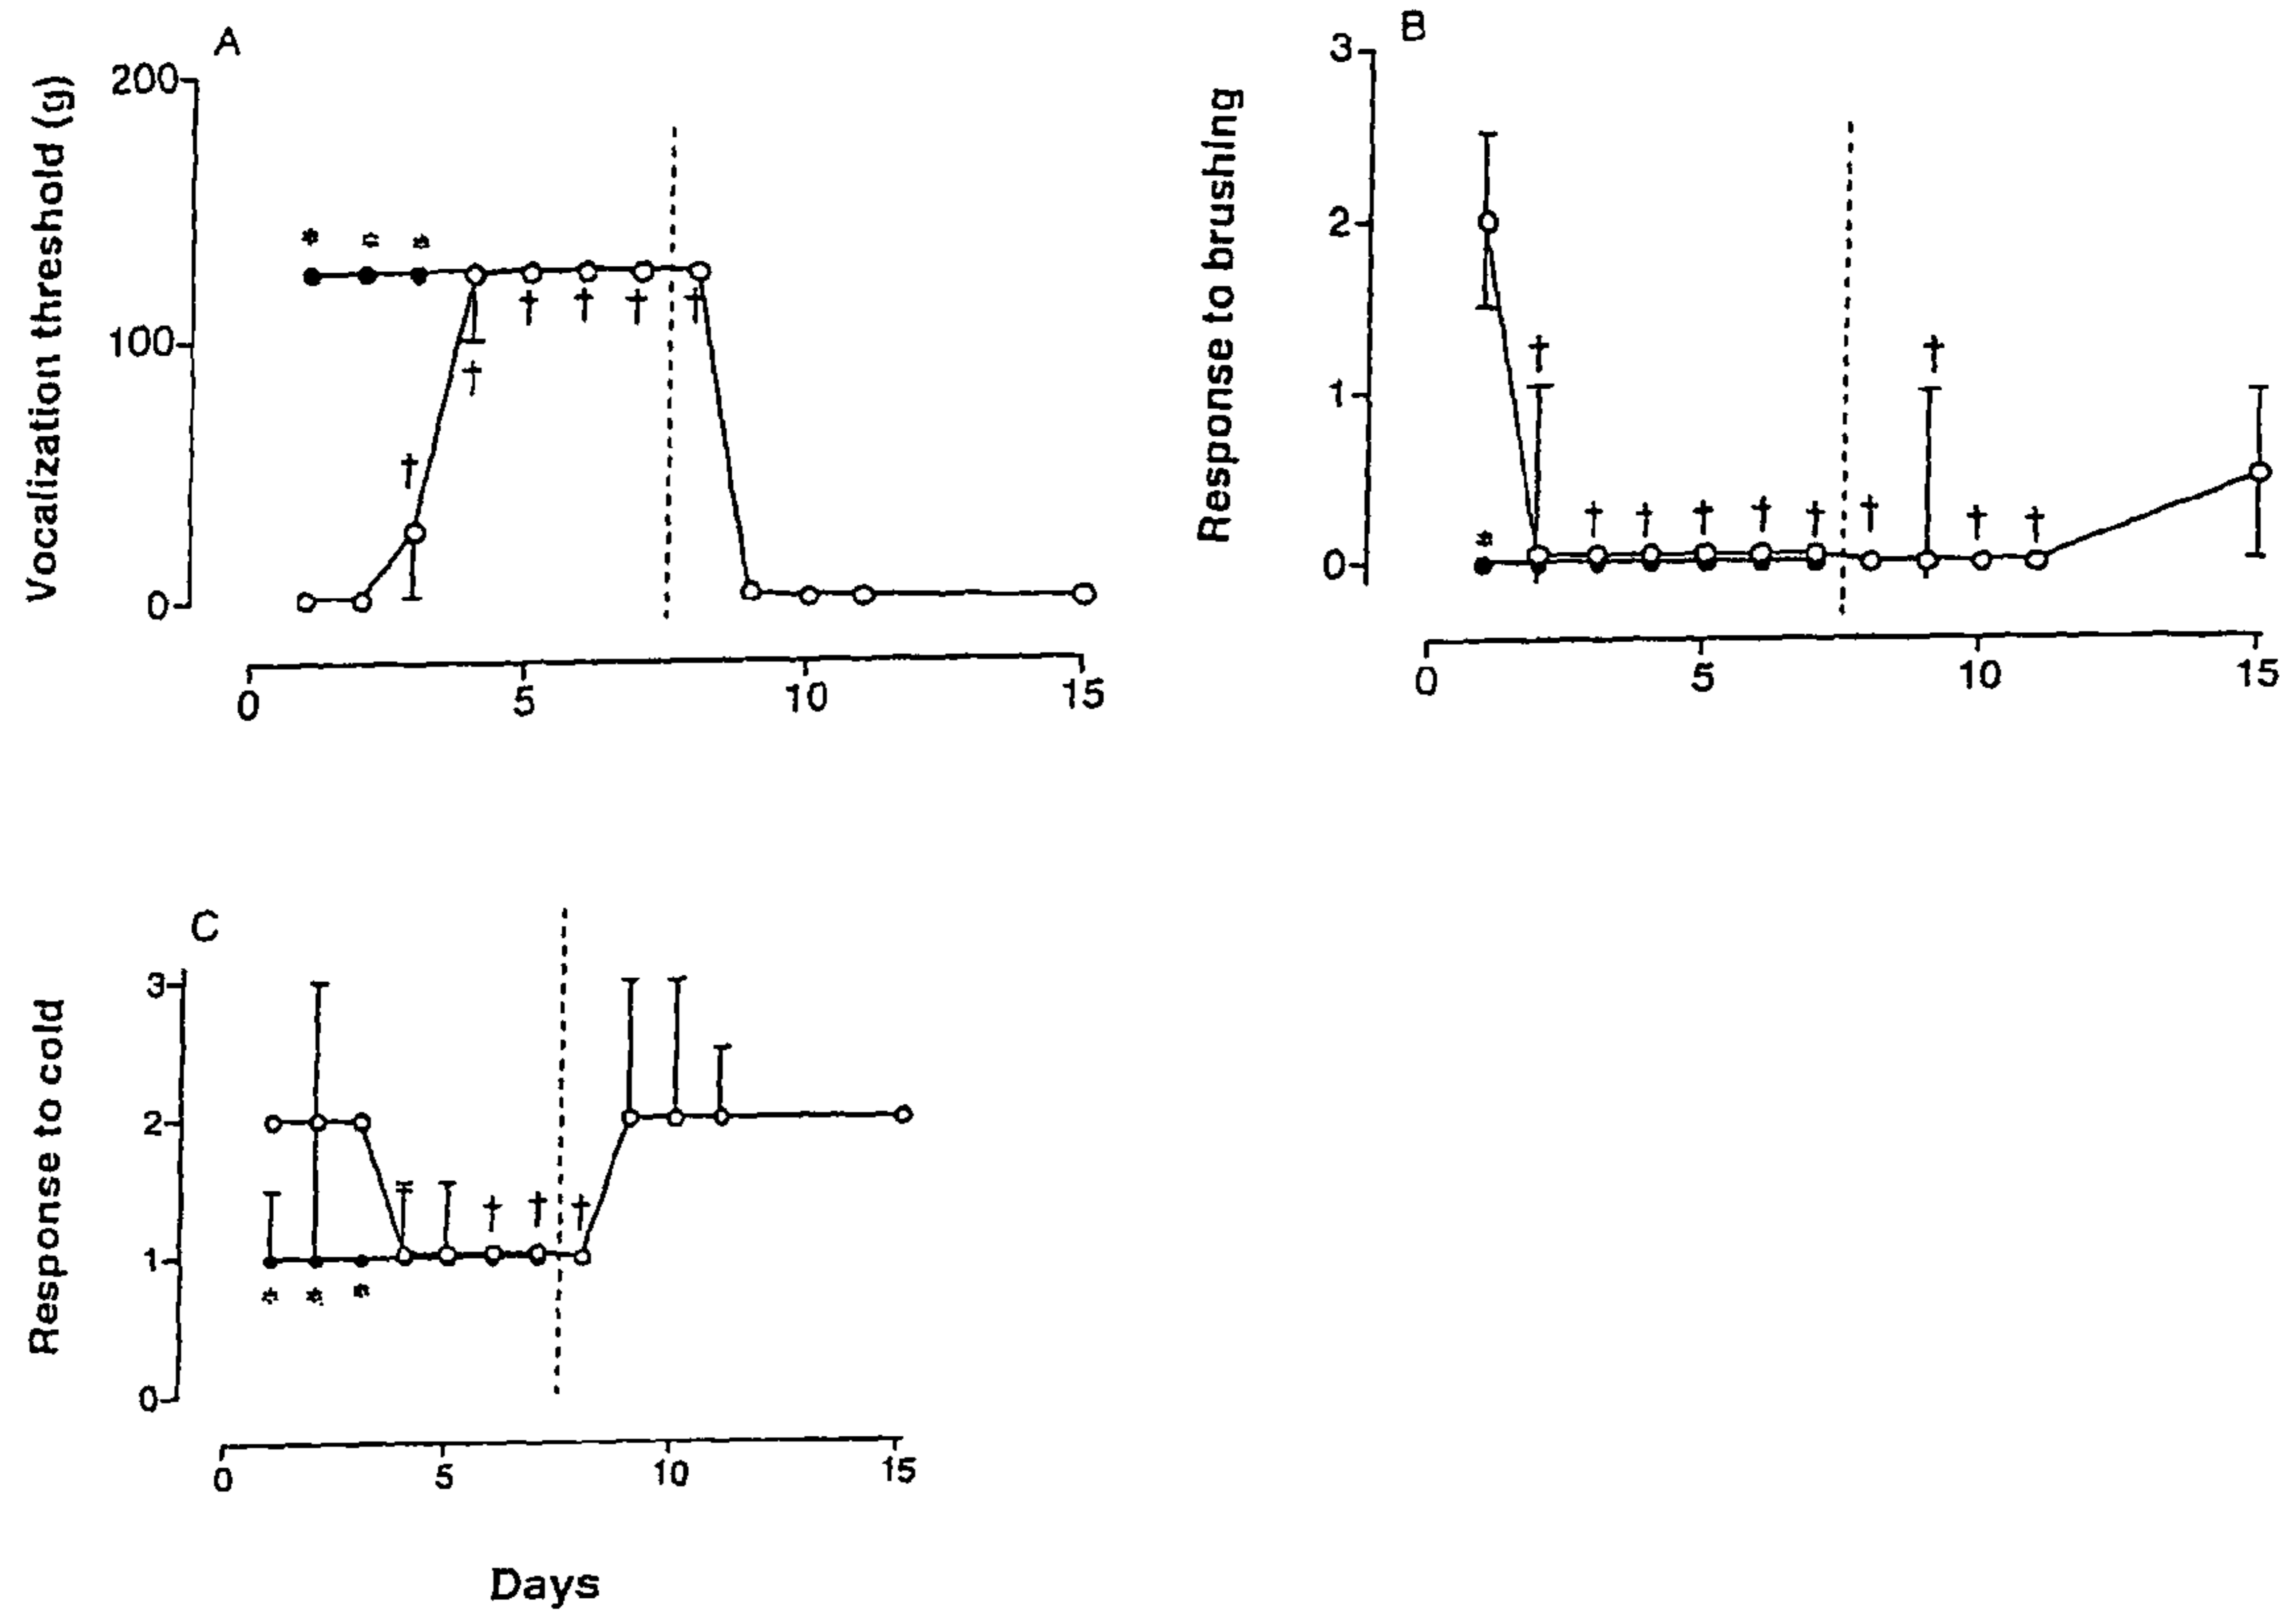 A
Vocalization threshold (g)
200
100
0
* *
†
†
† † † †
0 5 10 15
B
Response to brushing
3
2
1
0
*
† †
† † † † † † † †
0 5 10 15
C
Response to cold
3
2
1
0
† † †
* * *
0 5 10 15
Days